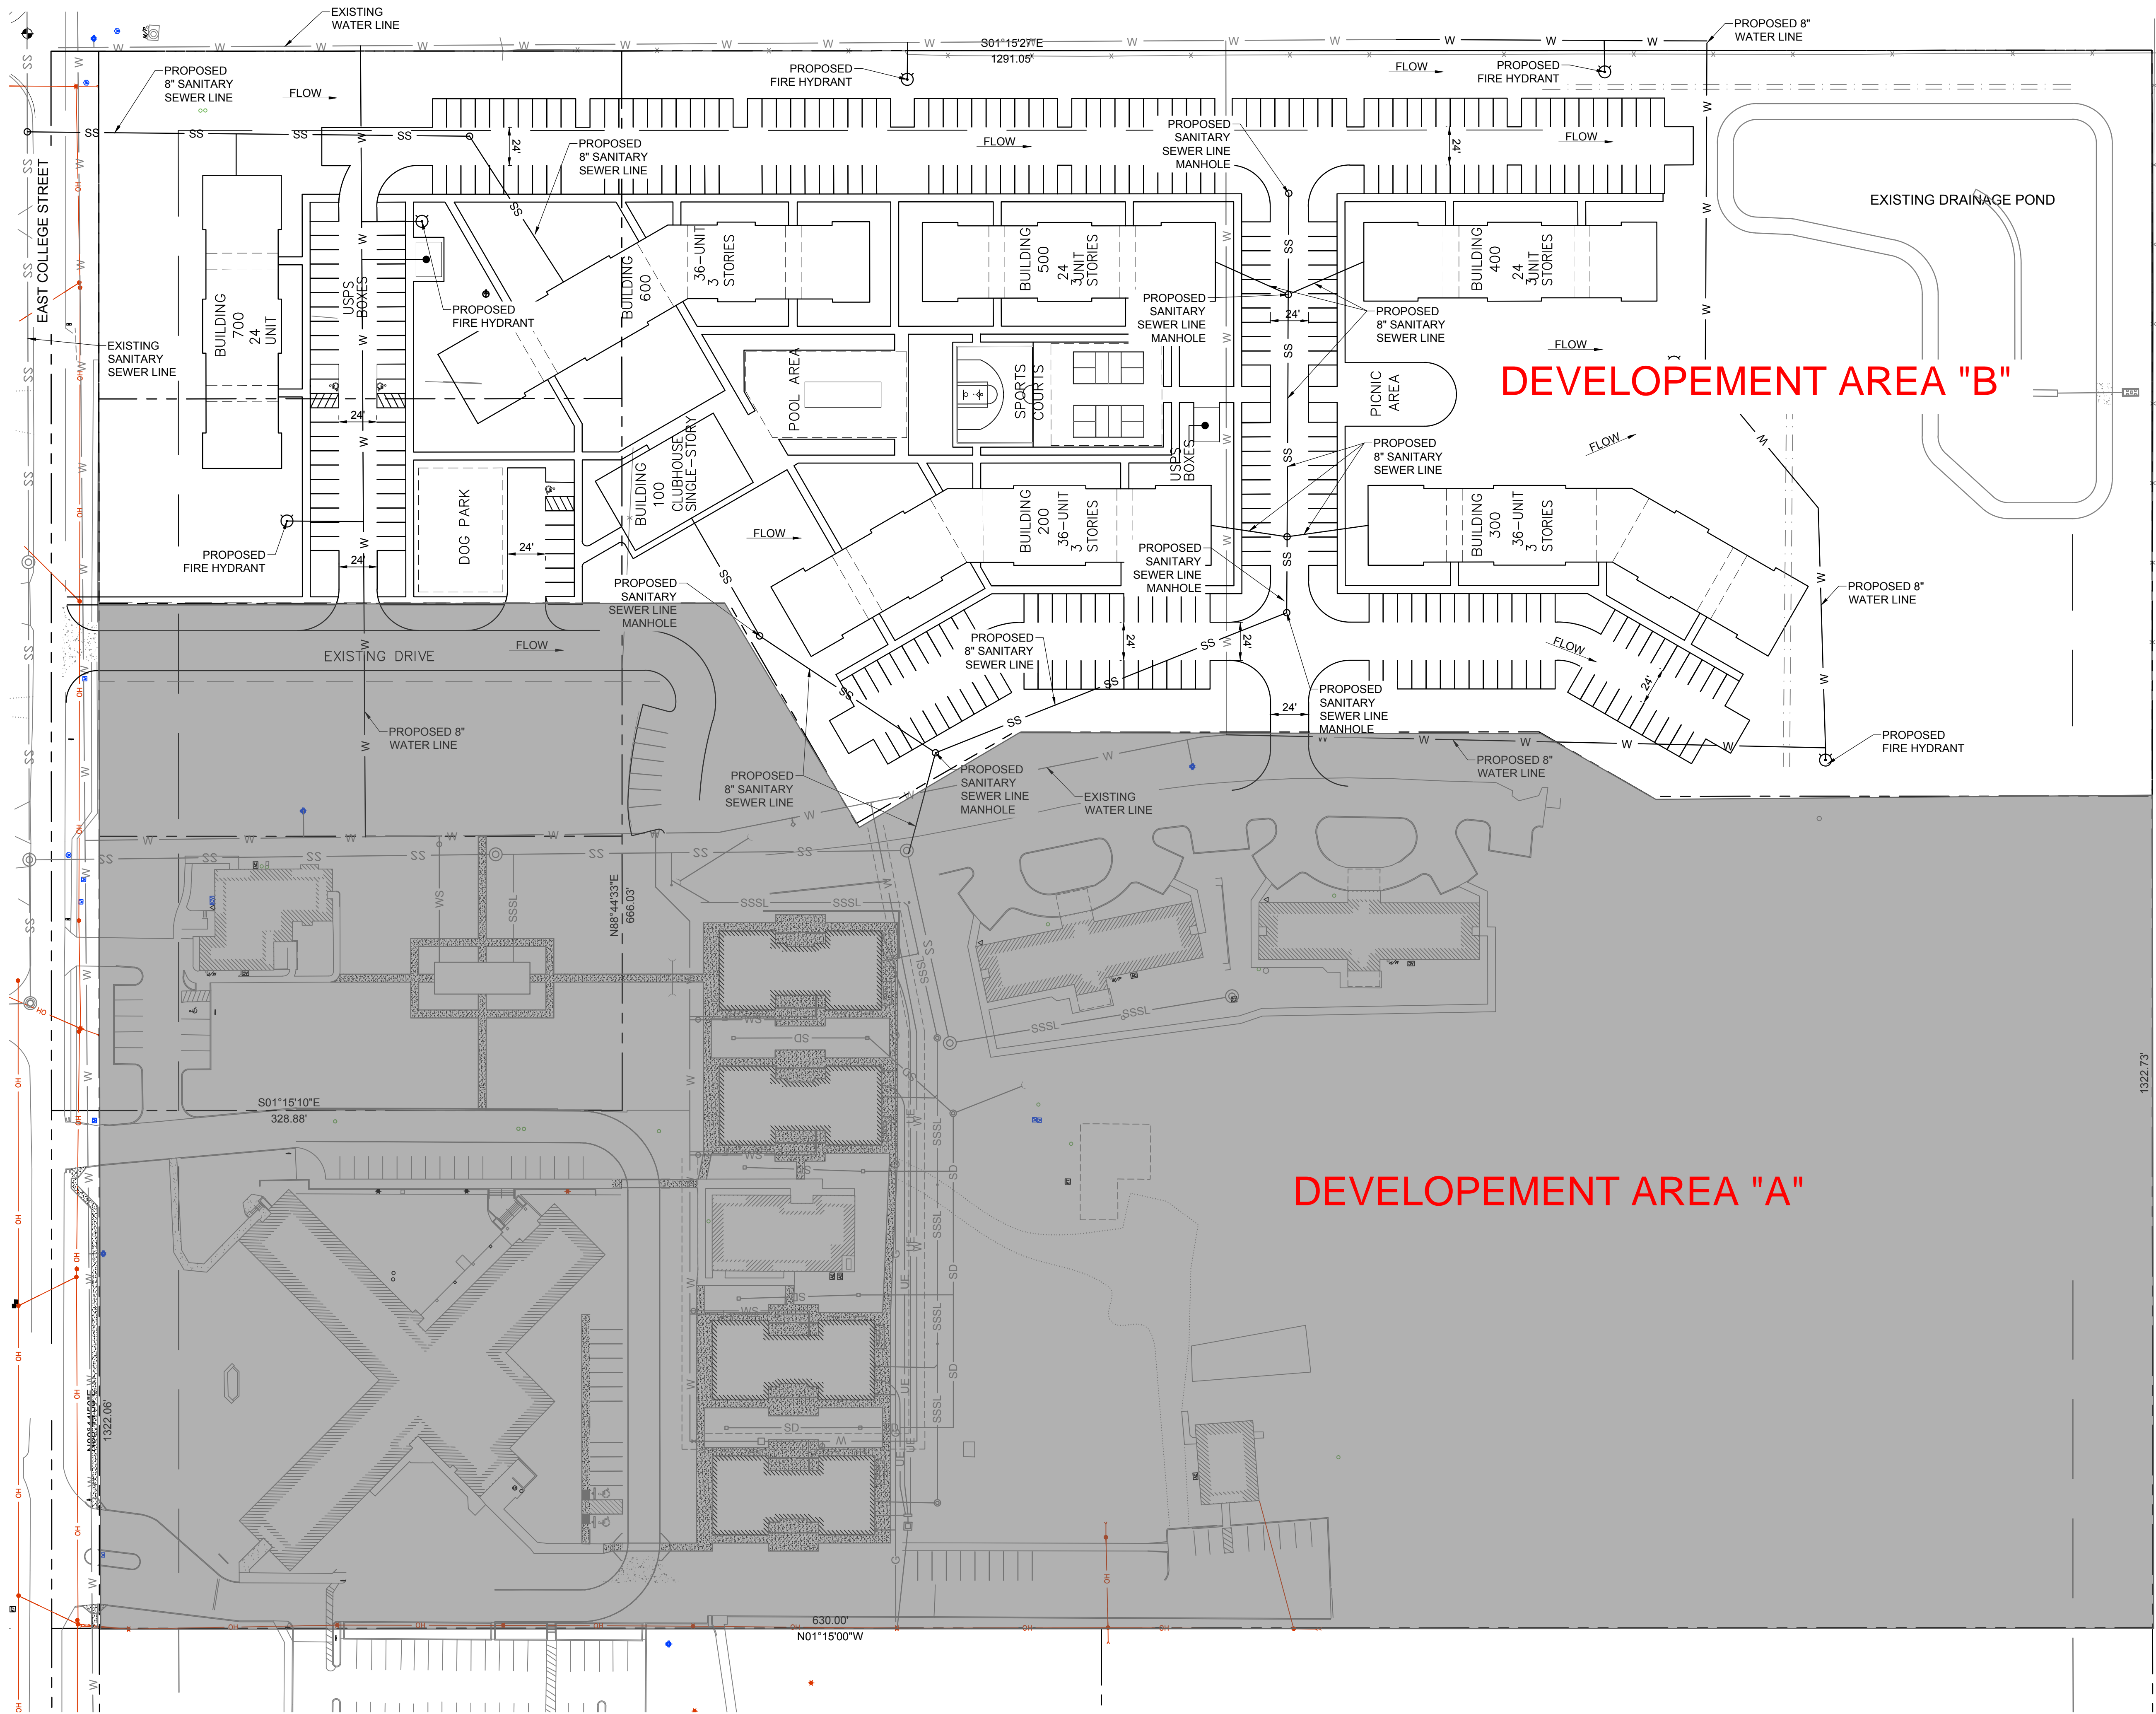 EXISTING
WATER LINE
PROPOSED 8"
WATER LINE
S01°15'27"E
1291.05'
PROPOSED
8" SANITARY
SEWER LINE
FLOW
PROPOSED
FIRE HYDRANT
FLOW
PROPOSED
FIRE HYDRANT
PROPOSED
8" SANITARY
SEWER LINE
24'
FLOW
PROPOSED
SANITARY
SEWER LINE
MANHOLE
24'
FLOW
EAST COLLEGE STREET
EXISTING DRAINAGE POND
BUILDING
700
24
UNIT
USPS
BOXES
PROPOSED
FIRE HYDRANT
BUILDING
600
36-UNIT
3
STORIES
BUILDING
500
24
UNIT
STORIES
PROPOSED
SANITARY
SEWER LINE
MANHOLE
24'
PROPOSED
8" SANITARY
SEWER LINE
BUILDING
400
24
UNIT
STORIES
EXISTING
SANITARY
SEWER LINE
FLOW
DEVELOPEMENT AREA "B"
24'
POOL AREA
SPORTS
COURTS
PICNIC
AREA
USPS
BOXES
PROPOSED
8" SANITARY
SEWER LINE
FLOW
DOG PARK
BUILDING
100
CLUBHOUSE
SINGLE-STORY
FLOW
BUILDING
200
36-UNIT
3
STORIES
BUILDING
300
36-UNIT
3
STORIES
PROPOSED
FIRE HYDRANT
24'
24'
PROPOSED
SANITARY
SEWER LINE
MANHOLE
PROPOSED
SANITARY
SEWER LINE
MANHOLE
PROPOSED 8"
WATER LINE
EXISTING DRIVE
FLOW
PROPOSED
8" SANITARY
SEWER LINE
24'
24'
FLOW
24'
PROPOSED
SANITARY
SEWER LINE
MANHOLE
24'
PROPOSED 8"
WATER LINE
PROPOSED
8" SANITARY
SEWER LINE
PROPOSED
SANITARY
SEWER LINE
MANHOLE
EXISTING
WATER LINE
PROPOSED 8"
WATER LINE
PROPOSED
FIRE HYDRANT
N88°44'33"E
666.03'
S01°15'10"E
328.88'
1322.73'
DEVELOPEMENT AREA "A"
1322.06'
630.00'
N01°15'00"W